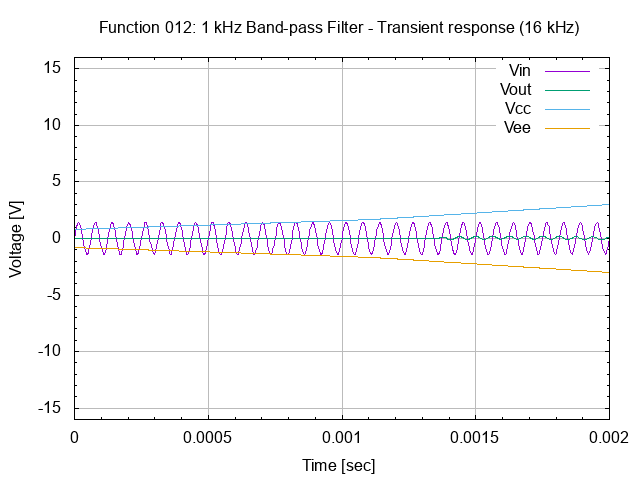 Function 012: 1 kHz Band-pass Filter - Transient response (16 kHz)
Vin
Vout
Vcc
Vee
15
10
5
0
-5
-10
-15
Voltage [V]
0 0.0005 0.001 0.0015 0.002
Time [sec]